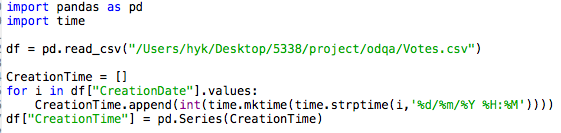 import pandas as pd
import time
df = pd.read_csv("/Users/hyk/Desktop/5338/project/odqa/Votes.csv")
CreationTime = []
for i in df["CreationDate"].values:
    CreationTime.append(int(time.mktime(time.strptime(i,'%d/%m/%Y %H:%M'))))
df["CreationTime"] = pd.Series(CreationTime)